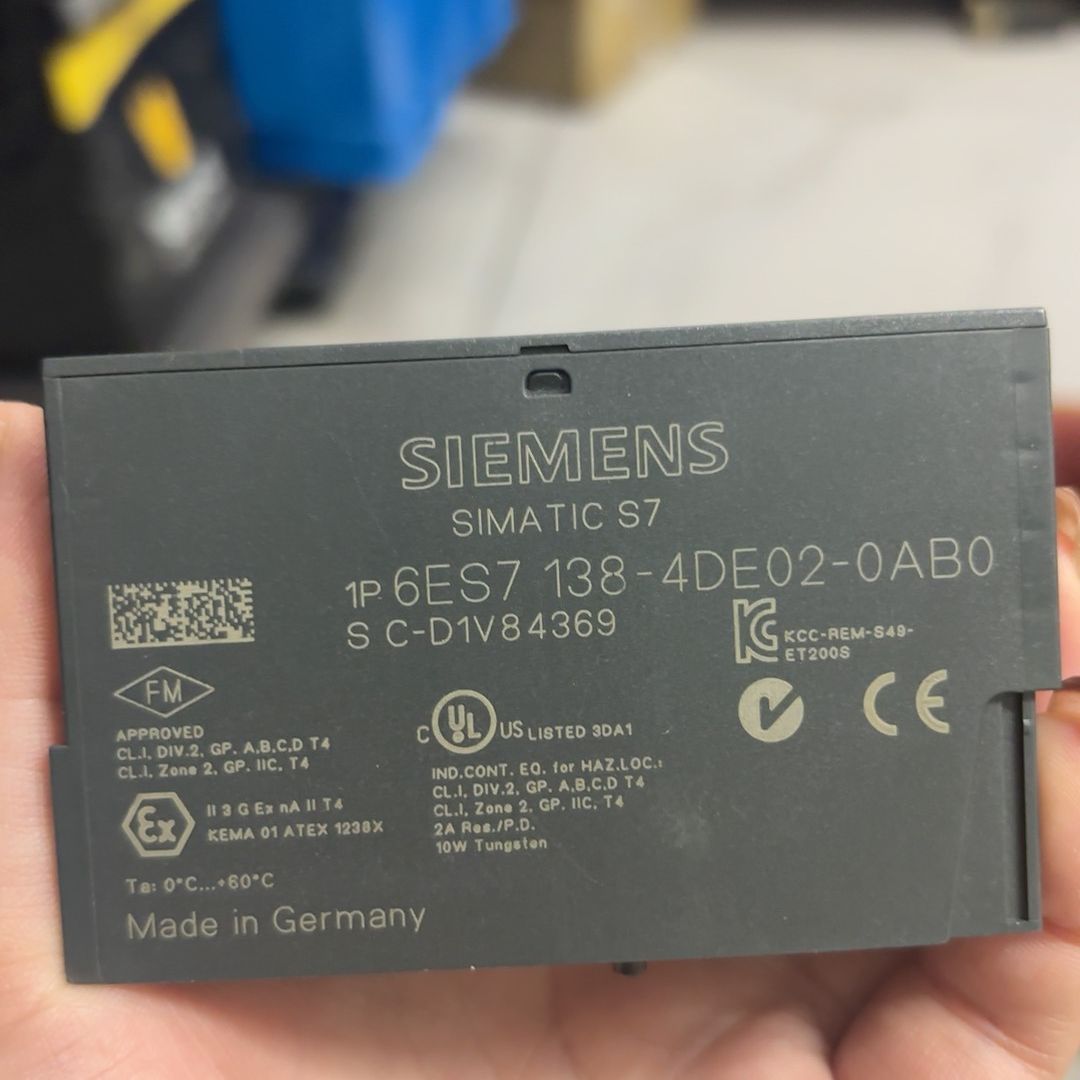 SIEMENS
SIMATIC S7
1P 6ES7 138-4DE02-0AB0
S C-D1V84369
KCC-REM-S49-
ET200S
FM
APPROVED
CL.I, DIV.2, GP. A,B,C,D T4
CL.I, Zone 2, GP. IIC, T4
C UL US LISTED 3DA1
IND.CONT. EQ. for HAZ.LOC.:
CL.I, DIV.2, GP. A,B,C,D T4
CL.I, Zone 2, GP. IIC, T4
2A Res./P.D.
10W Tungsten
CE
Ex
II 3 G Ex nA II T4
KEMA 01 ATEX 1238X
Ta: 0°C...+60°C
Made in Germany